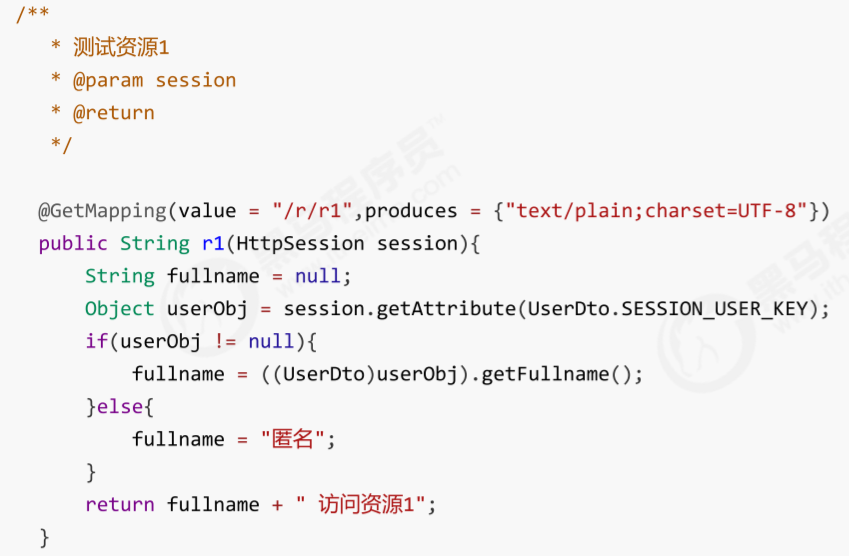 /**
* 测试资源1
* @param session
* @return
*/
@GetMapping(value = "/r/r1",produces = {"text/plain;charset=UTF-8"})
public String r1(HttpSession session){
String fullname = null;
Object userObj = session.getAttribute(UserDto.SESSION_USER_KEY);
if(userObj != null){
fullname = ((UserDto)userObj).getFullname();
}else{
fullname = "匿名";
}
return fullname + " 访问资源1";
}